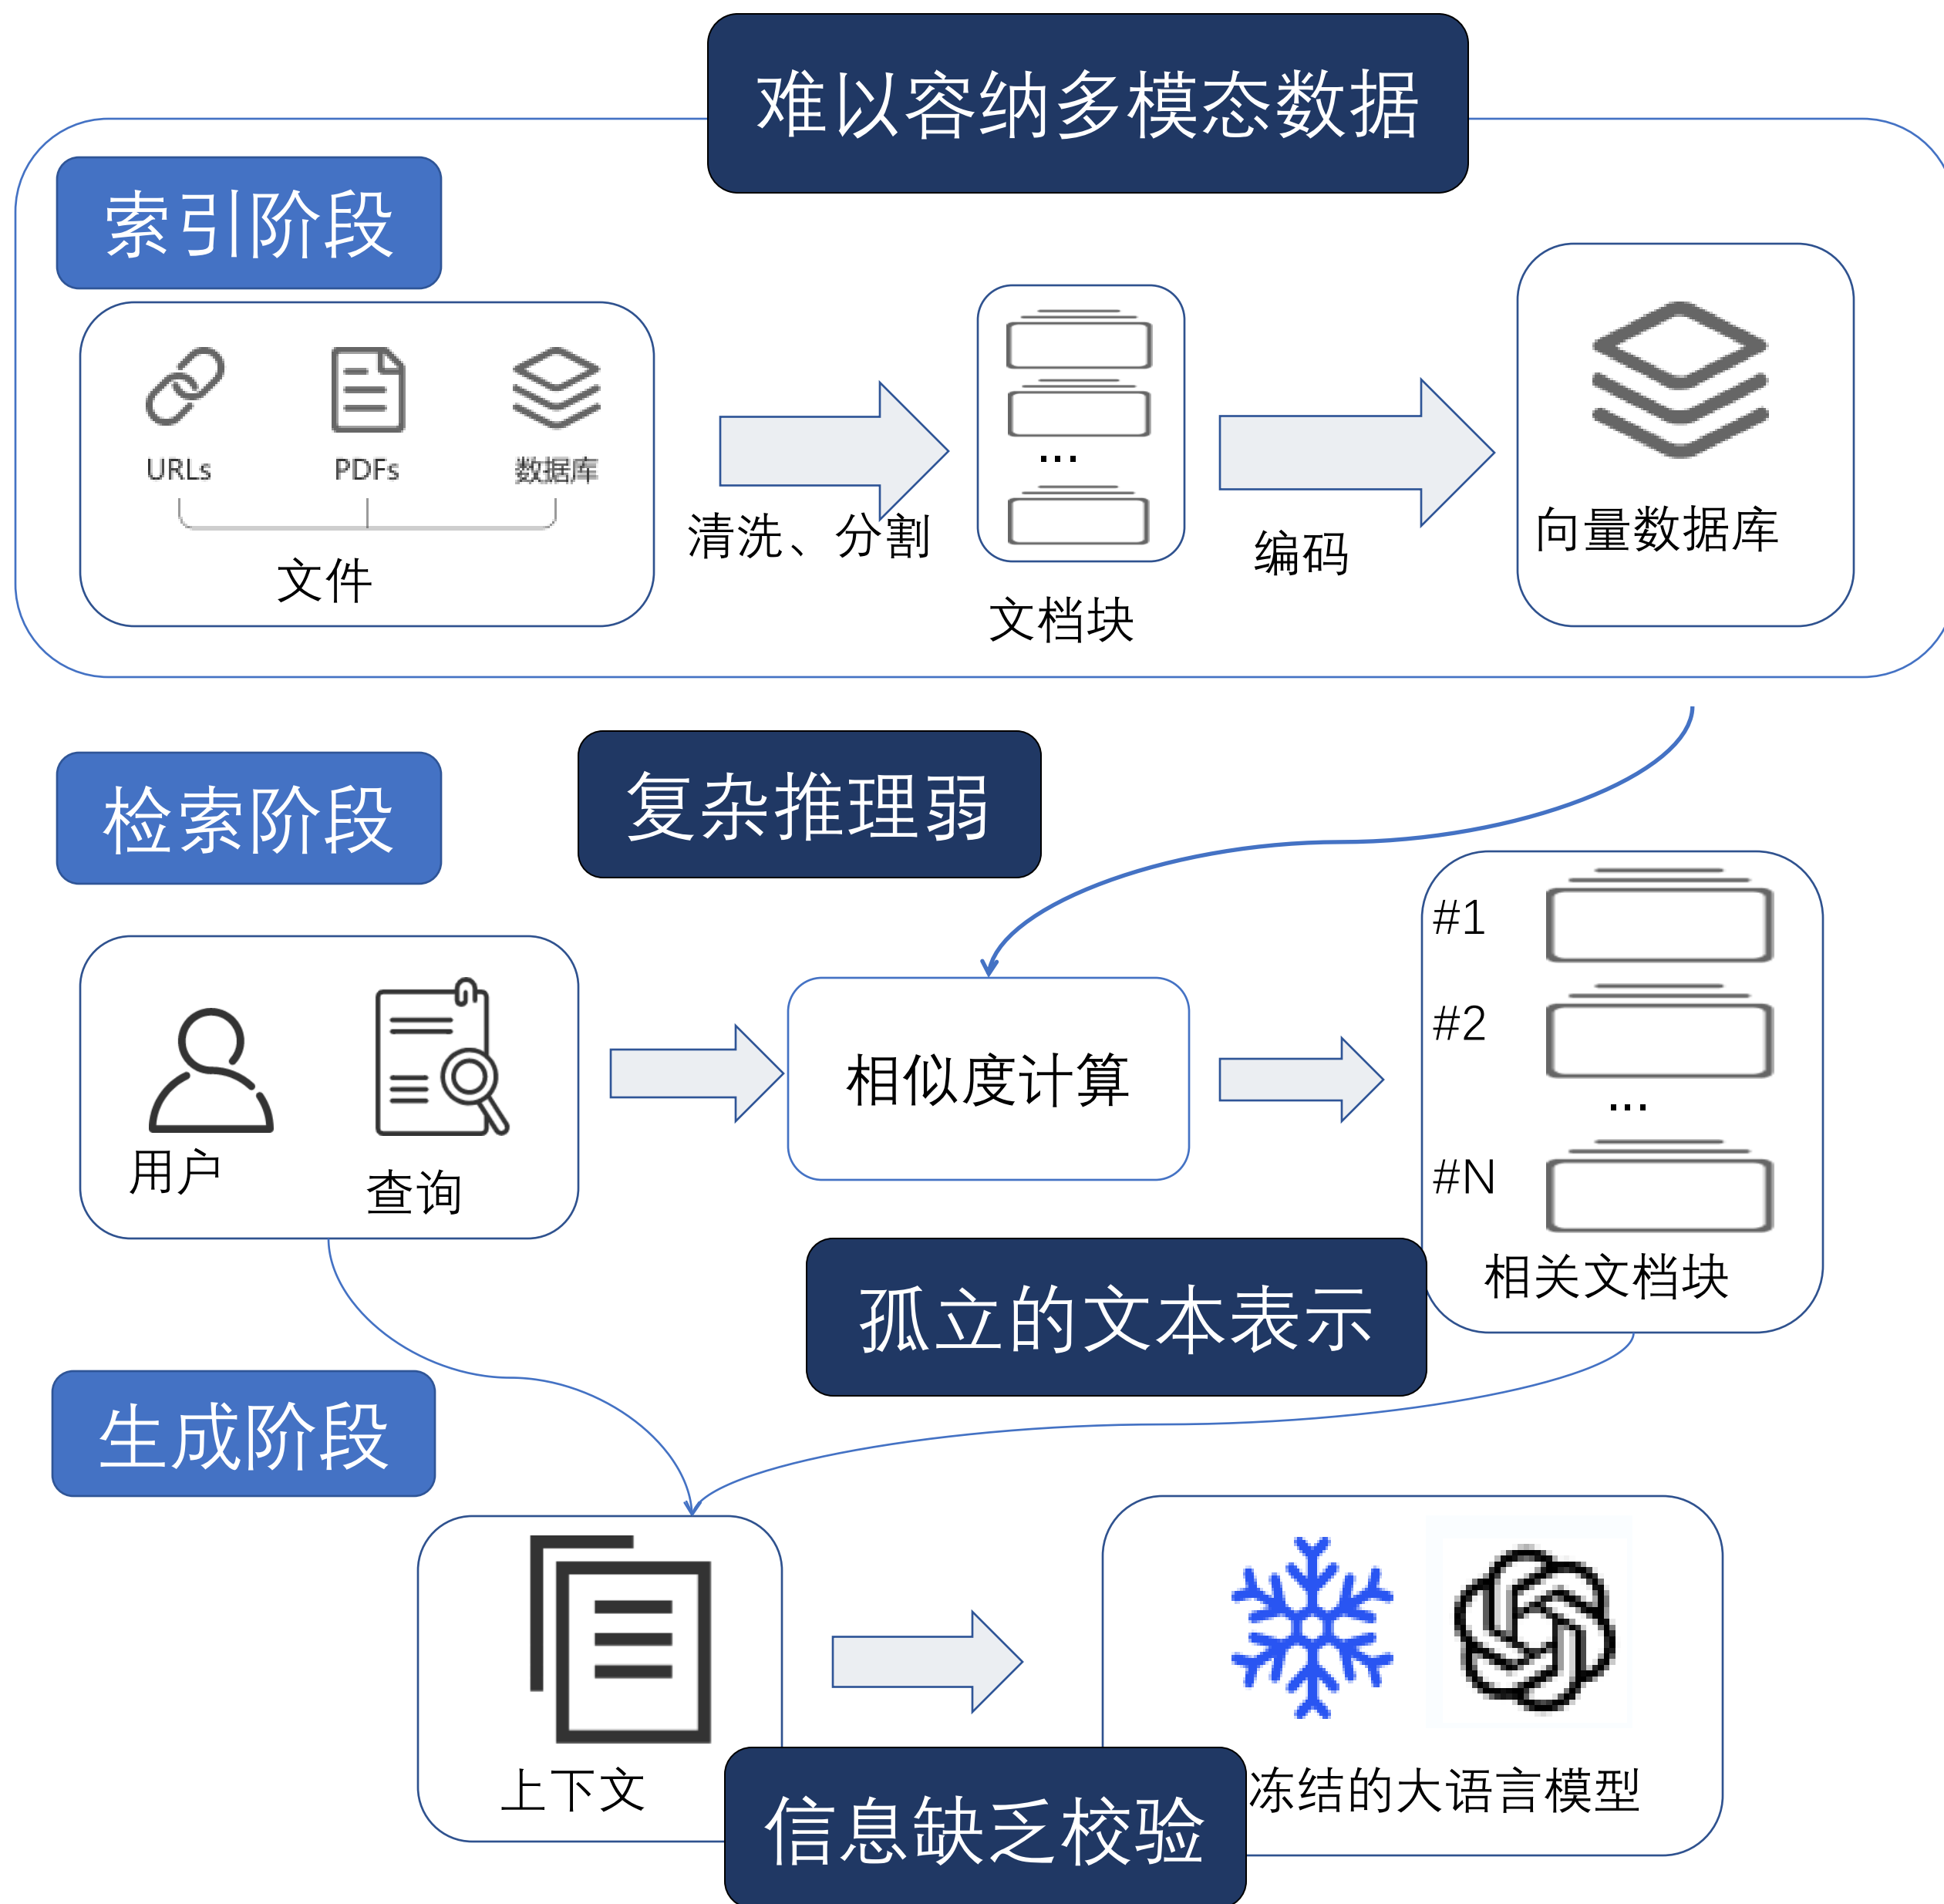 难以容纳多模态数据
索引阶段
URLs
PDFs
数据库
文件
清洗、分割
...
文档块
编码
向量数据库
检索阶段
复杂推理弱
用户
查询
相似度计算
#1
#2
...
#N
相关文档块
孤立的文本表示
生成阶段
上下文
冻结的大语言模型
信息缺乏校验